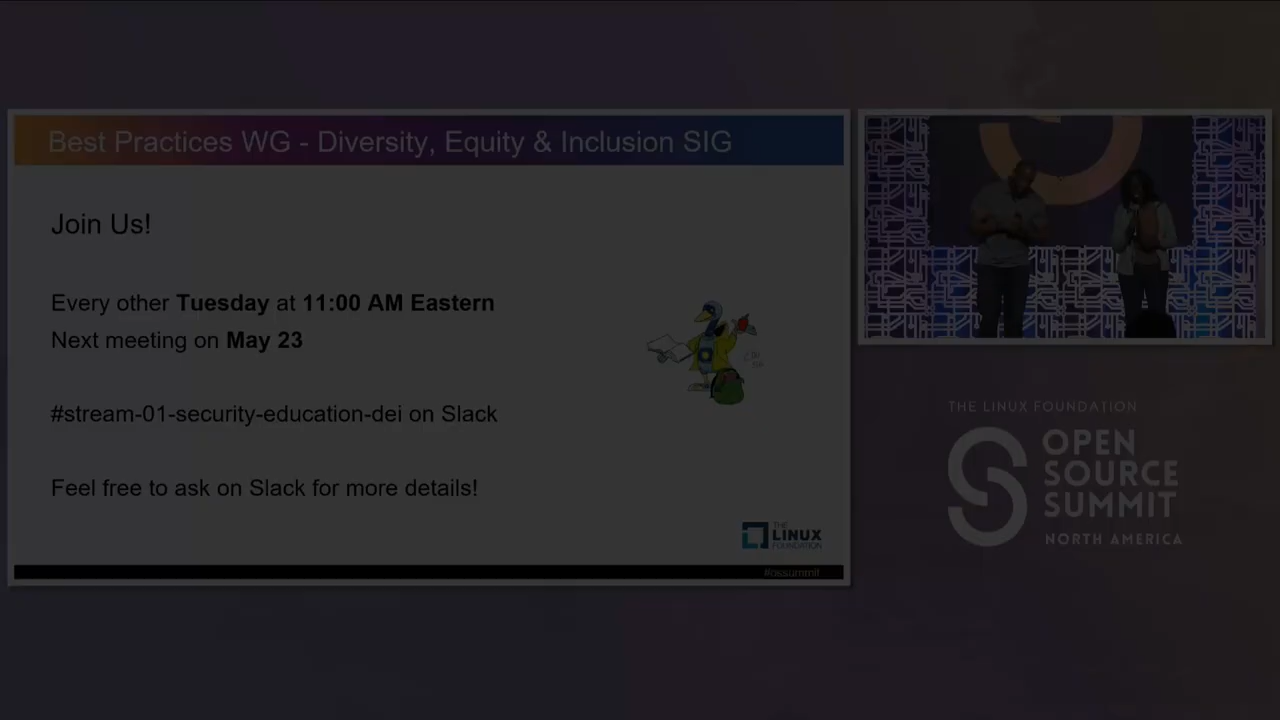 Best Practices WG - Diversity, Equity & Inclusion SIG
Join Us!
Every other Tuesday at 11:00 AM Eastern
Next meeting on May 23
#stream-01-security-education-dei on Slack
Feel free to ask on Slack for more details!
THE
LINUX
FOUNDATION
#ossummit
THE LINUX FOUNDATION
OPEN
SOURCE
SUMMIT
NORTH AMERICA